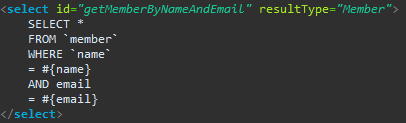 <select id="getMemberByNameAndEmail" resultType="Member">
SELECT *
FROM `member`
WHERE `name`
= #{name}
AND email
= #{email}
</select>